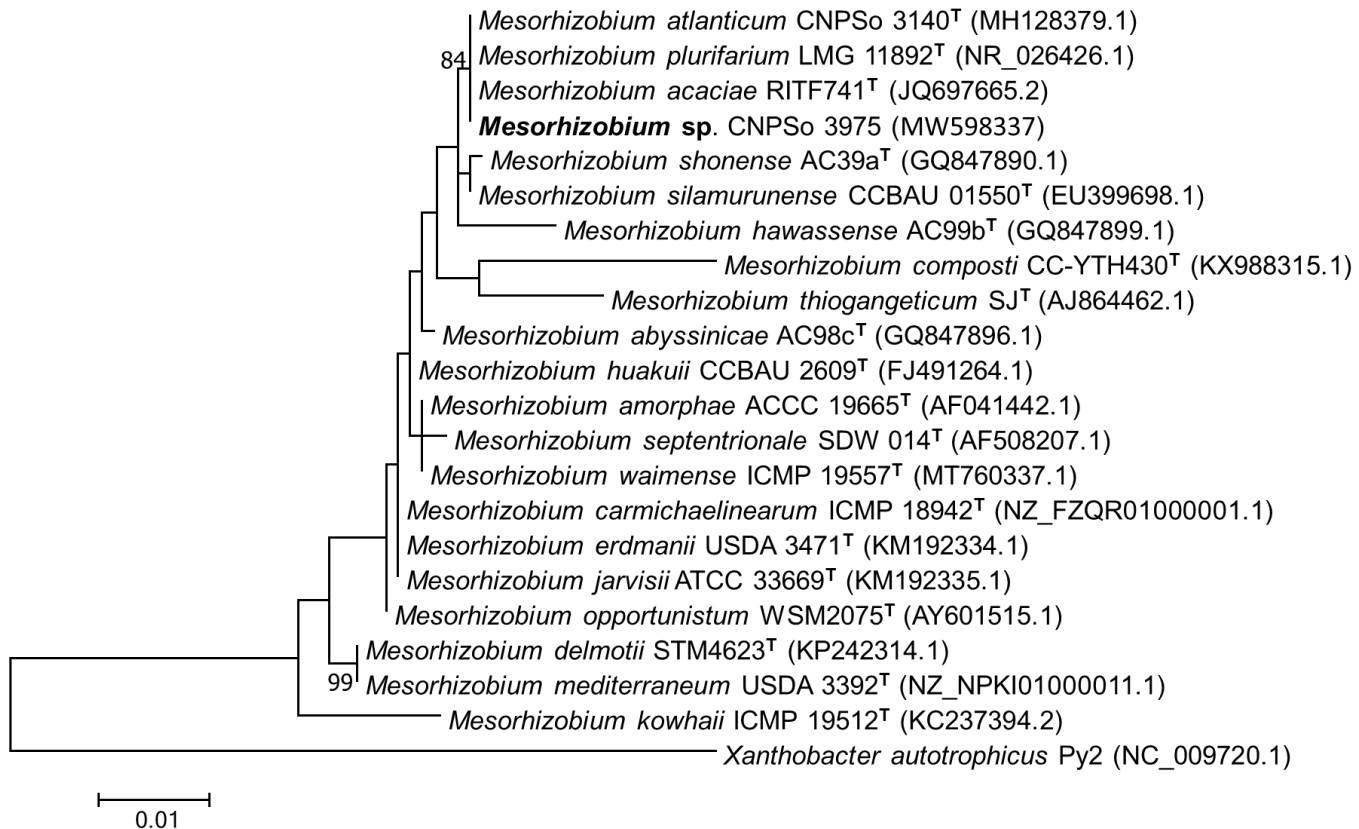 Mesorhizobium atlanticum CNPSo 3140ᵀ (MH128379.1)
84
Mesorhizobium plurifarium LMG 11892ᵀ (NR_026426.1)
Mesorhizobium acaciae RITF741ᵀ (JQ697665.2)
Mesorhizobium sp. CNPSo 3975 (MW598337)
Mesorhizobium shonense AC39aᵀ (GQ847890.1)
Mesorhizobium silamurunense CCBAU 01550ᵀ (EU399698.1)
Mesorhizobium hawassense AC99bᵀ (GQ847899.1)
Mesorhizobium composti CC-YTH430ᵀ (KX988315.1)
Mesorhizobium thiogangeticum SJᵀ (AJ864462.1)
Mesorhizobium abyssinicae AC98cᵀ (GQ847896.1)
Mesorhizobium huakuii CCBAU 2609ᵀ (FJ491264.1)
Mesorhizobium amorphae ACCC 19665ᵀ (AF041442.1)
Mesorhizobium septentrionale SDW 014ᵀ (AF508207.1)
Mesorhizobium waimense ICMP 19557ᵀ (MT760337.1)
Mesorhizobium carmichaelinearum ICMP 18942ᵀ (NZ_FZQR01000001.1)
Mesorhizobium erdmanii USDA 3471ᵀ (KM192334.1)
Mesorhizobium jarvisii ATCC 33669ᵀ (KM192335.1)
Mesorhizobium opportunistum WSM2075ᵀ (AY601515.1)
Mesorhizobium delmotii STM4623ᵀ (KP242314.1)
99
Mesorhizobium mediterraneum USDA 3392ᵀ (NZ_NPKI01000011.1)
Mesorhizobium kowhaii ICMP 19512ᵀ (KC237394.2)
Xanthobacter autotrophicus Py2 (NC_009720.1)
0.01